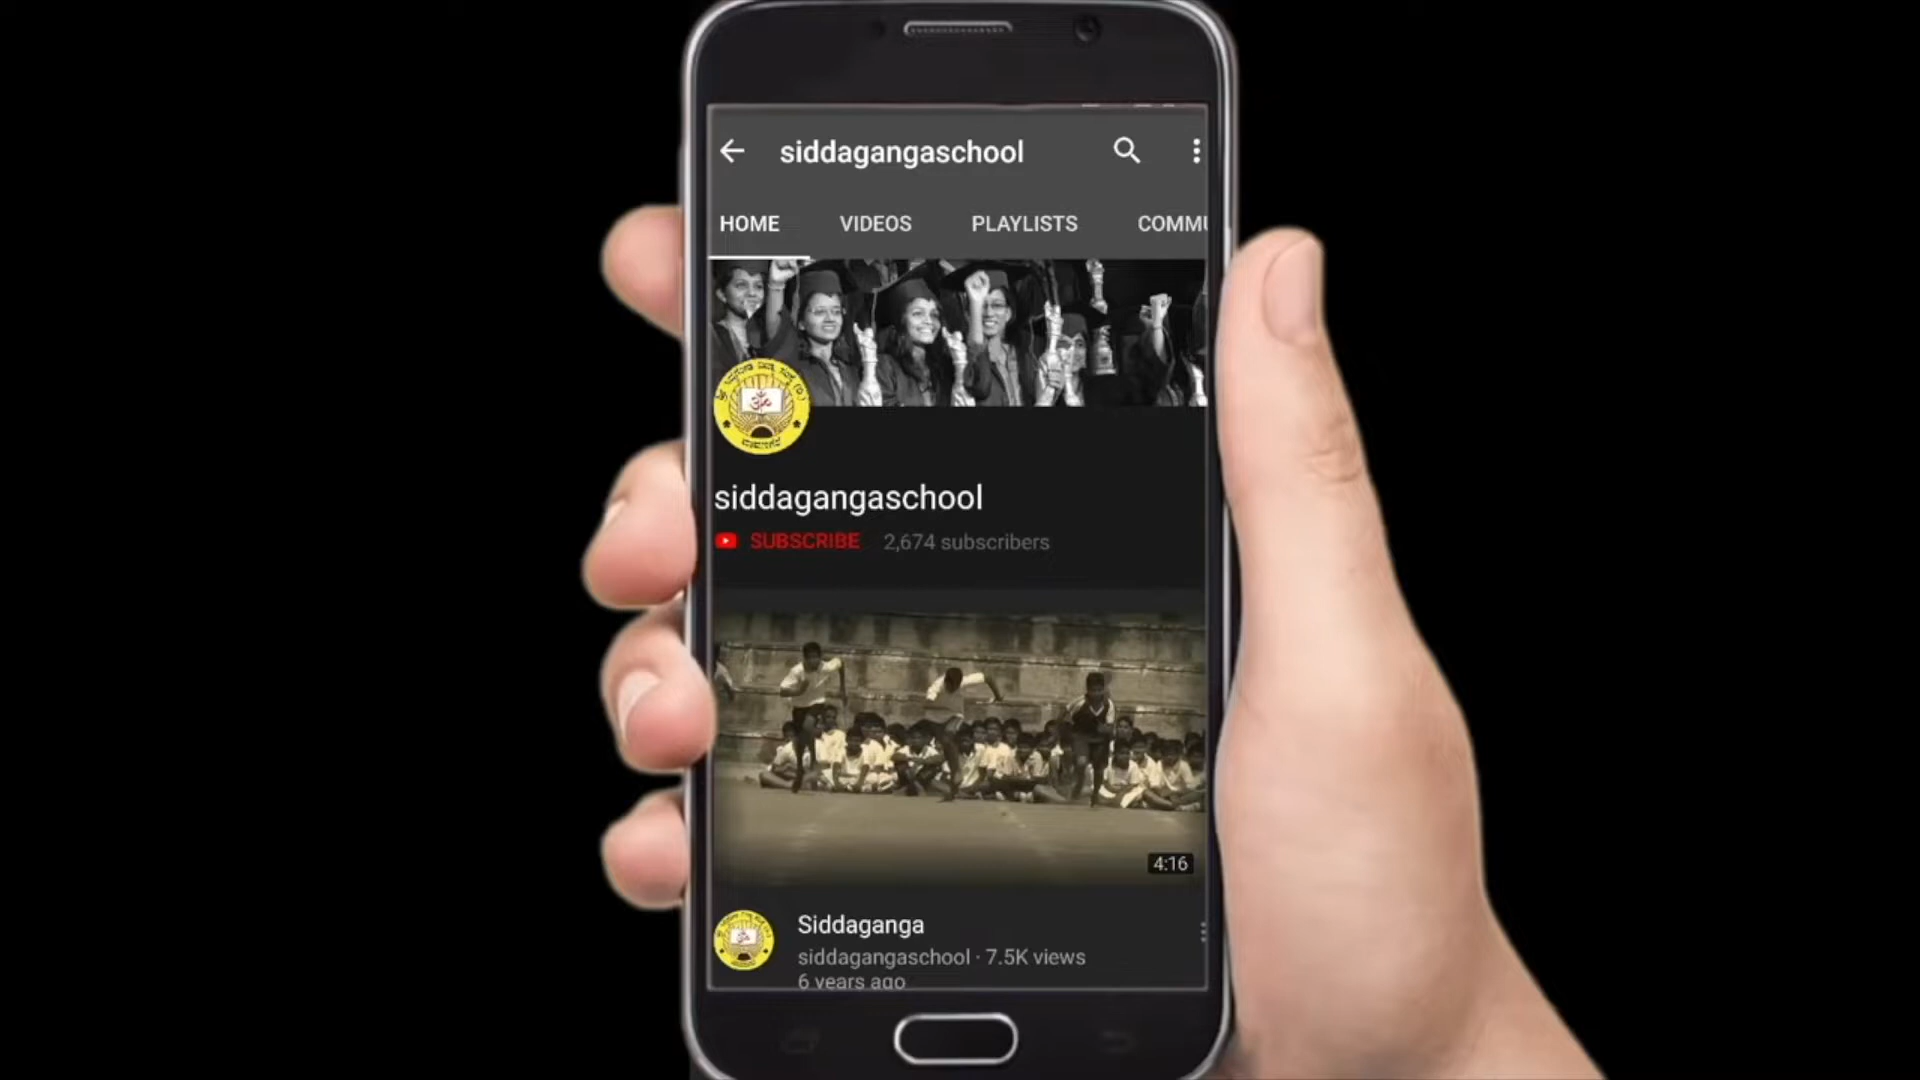 siddagangaschool
HOME VIDEOS PLAYLISTS COMMU
siddagangaschool
SUBSCRIBE 2,674 subscribers
4:16
Siddaganga
siddagangaschool · 7.5K views
6 years ago